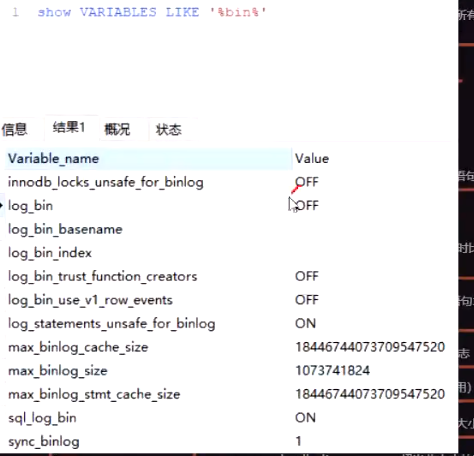 1 show VARIABLES LIKE '%bin%'
信息 结果1 概况 状态
Variable_name Value
innodb_locks_unsafe_for_binlog OFF
log_bin OFF
log_bin_basename
log_bin_index
log_bin_trust_function_creators OFF
log_bin_use_v1_row_events OFF
log_statements_unsafe_for_binlog ON
max_binlog_cache_size 18446744073709547520
max_binlog_size 1073741824
max_binlog_stmt_cache_size 18446744073709547520
sql_log_bin ON
sync_binlog 1